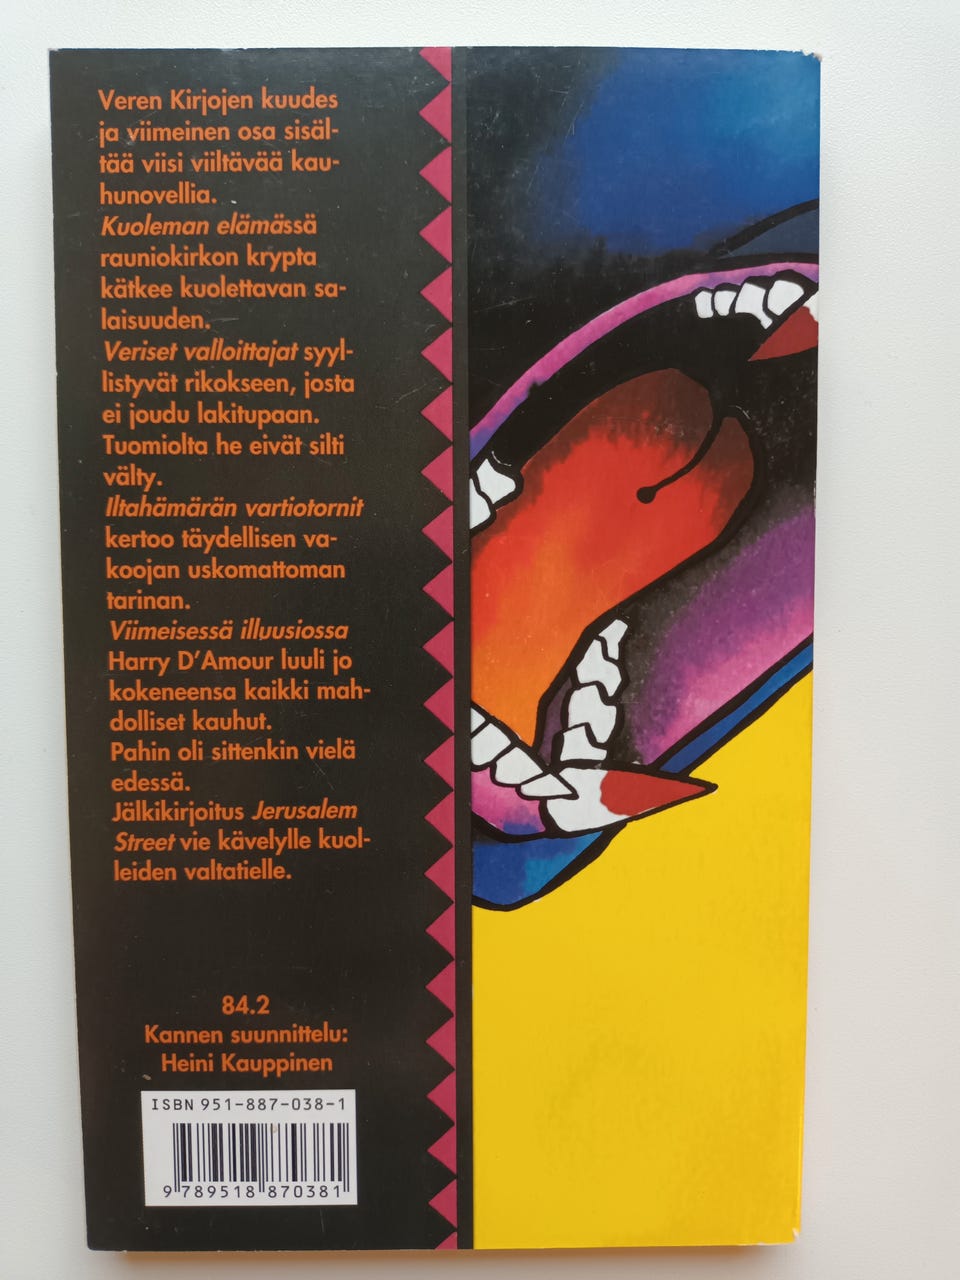 Veren Kirjojen kuudes
ja viimeinen osa sisäl-
tää viisi viiltävää kau-
hunovellia.
Kuoleman elämässä
rauniokirkon krypta
kätkee kuolettavan sa-
laisuuden.
Veriset valloittajat syyl-
listyvät rikokseen, josta
ei joudu lakitupaan.
Tuomiolta he eivät silti
välty.
Iltahämärän vartiotornit
kertoo täydellisen va-
koojan uskomattoman
tarinan.
Viimeisessä illuusiossa
Harry D'Amour luuli jo
kokeneensa kaikki mah-
dolliset kauhut.
Pahin oli sittenkin vielä
edessä.
Jälkikirjoitus Jerusalem
Street vie kävelylle kuol-
leiden valtatielle.
84.2
Kannen suunnittelu:
Heini Kauppinen
ISBN 951-887-038-1
9 789518 870381